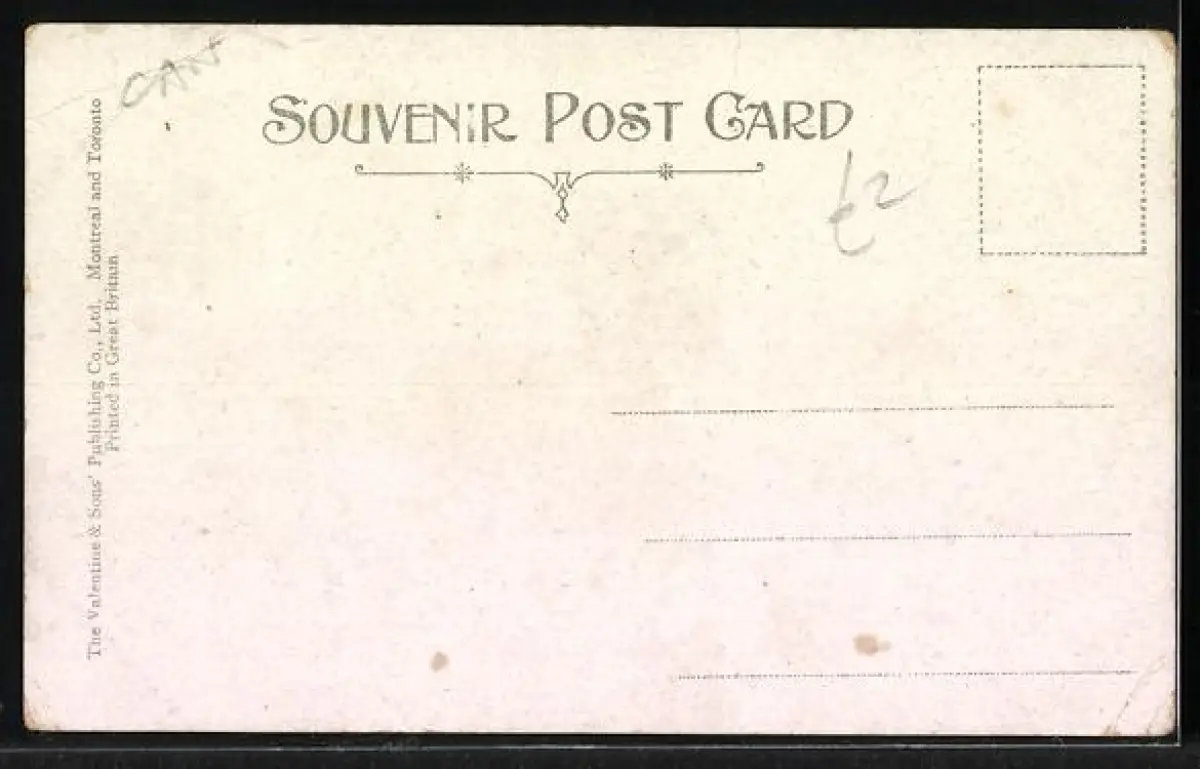 SOUVENIR POST CARD
The Valentine & Sons' Publishing Co., Ltd. Montreal and Toronto
Printed in Great Britain